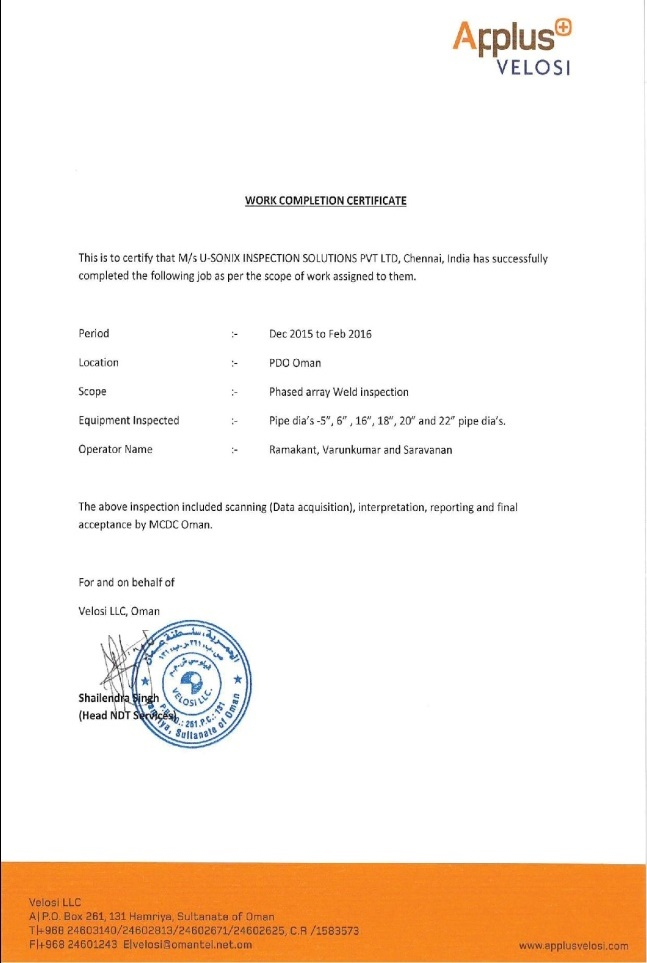 Applus+
VELOSI
WORK COMPLETION CERTIFICATE
This is to certify that M/s U-SONIX INSPECTION SOLUTIONS PVT LTD, Chennai, India has successfully
completed the following job as per the scope of work assigned to them.
Period :- Dec 2015 to Feb 2016
Location :- PDO Oman
Scope :- Phased array Weld inspection
Equipment Inspected :- Pipe dia's -5", 6" , 16", 18", 20" and 22" pipe dia's.
Operator Name :- Ramakant, Varunkumar and Saravanan
The above inspection included scanning (Data acquisition), interpretation, reporting and final
acceptance by MCDC Oman.
For and on behalf of
Velosi LLC, Oman
Shailendra Singh
(Head NDT Services)
الحمرية، سلطنة عمان
VELOSI LLC.
P.C.: 131
Sultanate of Oman
Velosi LLC
A| P.O. Box 261, 131 Hamriya, Sultanate of Oman
T|+968 24603140/24602813/24602671/24602625, C.R /1583573
F|+968 24601243 E|velosi@omantel.net.om
www.applusvelosi.com